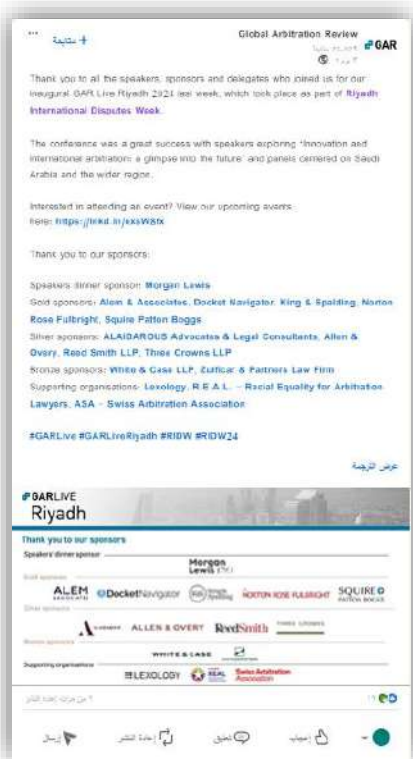 Global Arbitration Review
GAR
+ متابعة
Thank you to all the speakers, sponsors and delegates who joined us for our
inaugural GAR Live Riyadh 2024 last week, which took place as part of Riyadh
International Disputes Week.
The conference was a great success with speakers exploring 'Innovation and
international arbitration: a glimpse into the future' and panels centered on Saudi
Arabia and the wider region.
Interested in attending an event? View our upcoming events
here:
Thank you to our sponsors:
Speakers dinner sponsor: Morgan Lewis
Gold sponsors: Alem & Associates, Docket Navigator, King & Spalding, Norton
Rose Fulbright, Squire Patton Boggs
Silver sponsors: ALAIDAROUS Advocates & Legal Consultants, Allen &
Overy, Reed Smith LLP, Three Crowns LLP
Bronze sponsors: White & Case LLP, Zulficar & Partners Law Firm
Supporting organisations: Lexology, R.E.A.L. – Racial Equality for Arbitration
Lawyers, ASA – Swiss Arbitration Association
#GARLive #GARLiveRiyadh #RIDW #RIDW24
عرض الترجمة
GARLIVE
Riyadh
Thank you to our sponsors
Speakers' dinner sponsor
Morgan
Lewis
Gold sponsors
ALEM
DocketNavigator
NORTON ROSE FULBRIGHT
SQUIRE
PATTON BOGGS
Silver sponsors
ALLEN & OVERY
ReedSmith
THREE CROWNS
WHITE & CASE
Supporting organisations
LEXOLOGY
REAL
Swiss Arbitration
Association
إعجاب
تعليق
إعادة النشر
إرسال